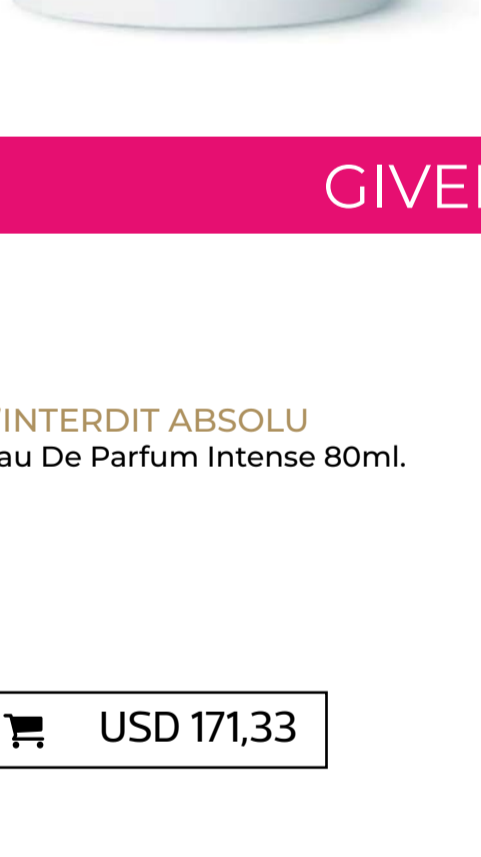 GIVE
'INTERDIT ABSOLU
au De Parfum Intense 80ml.
USD 171,33